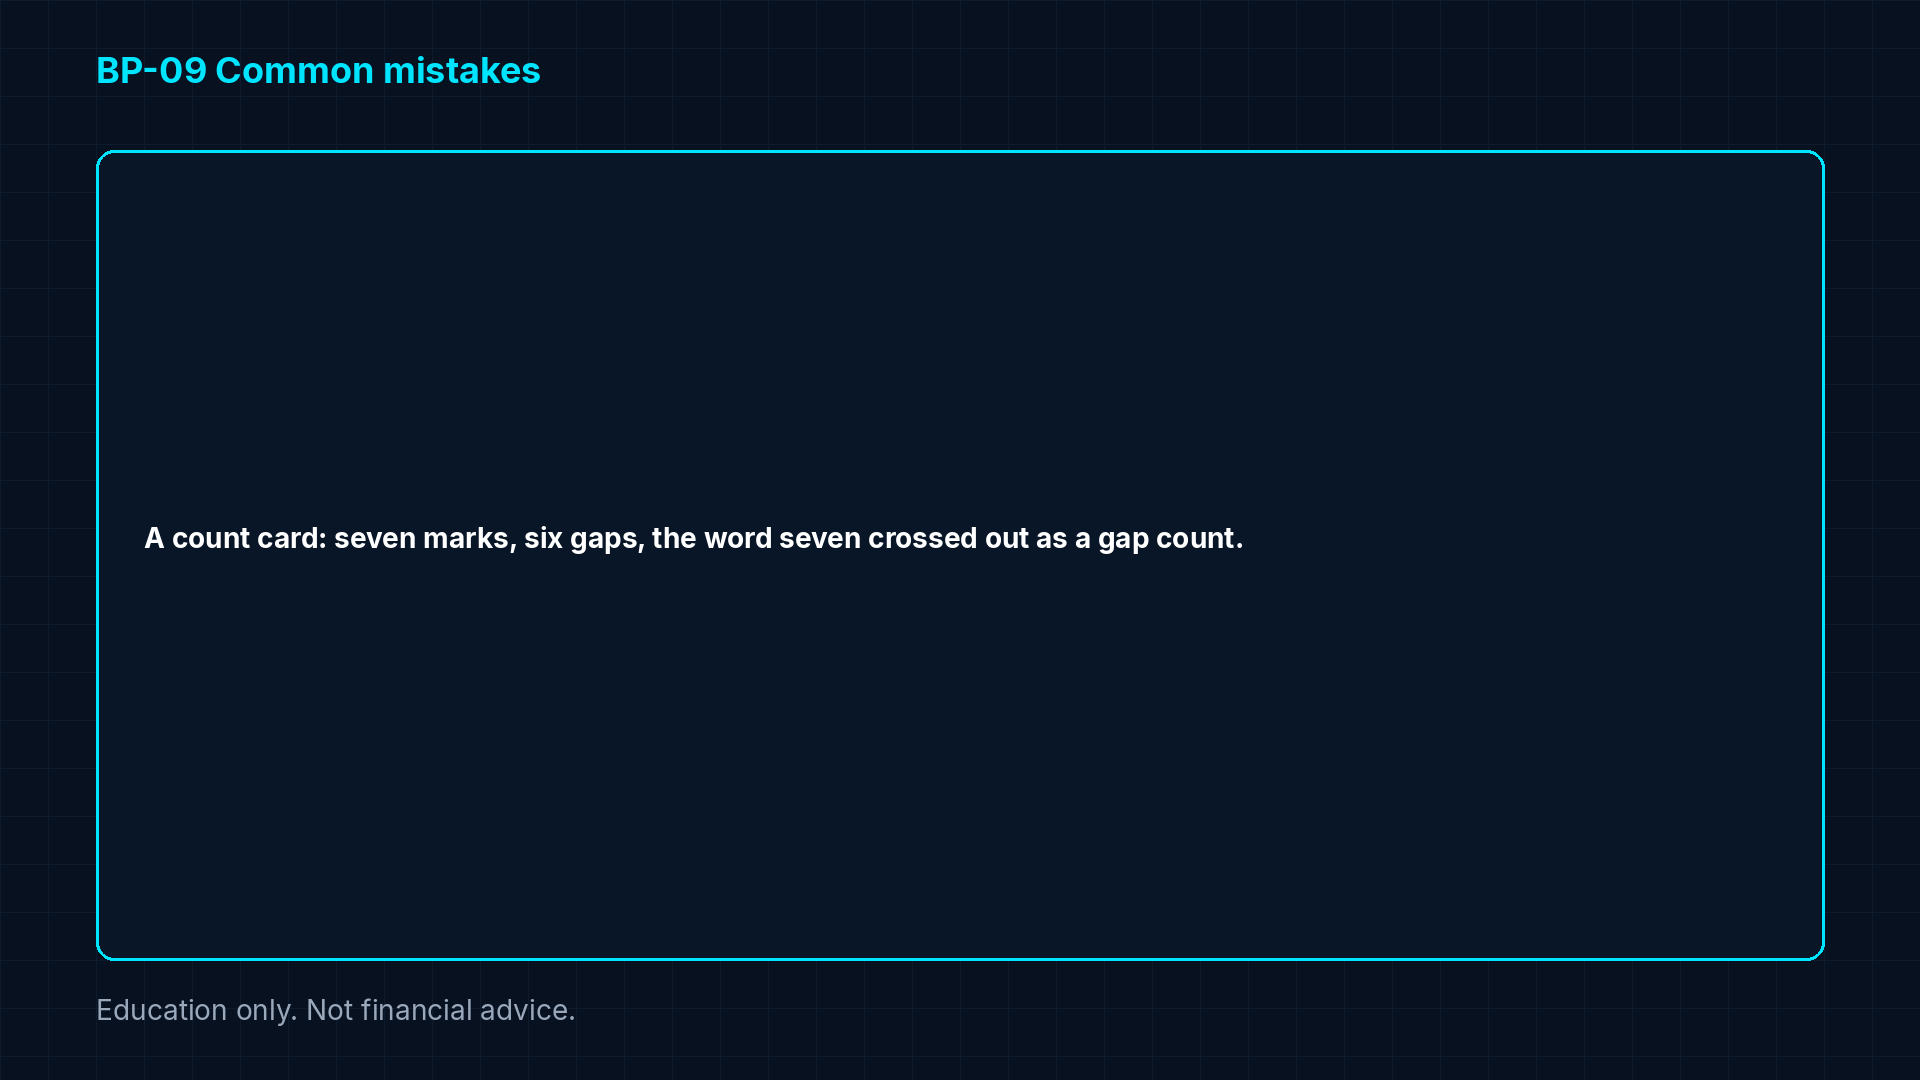 BP-09 Common mistakes
A count card: seven marks, six gaps, the word seven crossed out as a gap count.
Education only. Not financial advice.